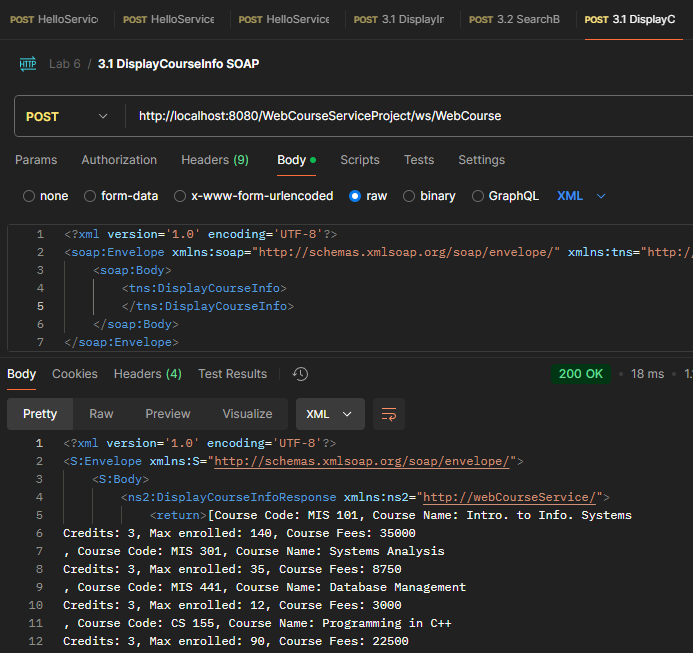 POST HelloService POST HelloService POST HelloService POST 3.1 DisplayIn POST 3.2 SearchB POST 3.1 DisplayC
HTTP Lab 6 / 3.1 DisplayCourseInfo SOAP
POST http://localhost:8080/WebCourseServiceProject/ws/WebCourse
Params Authorization Headers (9) Body Scripts Tests Settings
none form-data x-www-form-urlencoded raw binary GraphQL XML
1 <?xml version='1.0' encoding='UTF-8'?>
2 <soap:Envelope xmlns:soap="http://schemas.xmlsoap.org/soap/envelope/" xmlns:tns="http:/
3 <soap:Body>
4 <tns:DisplayCourseInfo>
5 </tns:DisplayCourseInfo>
6 </soap:Body>
7 </soap:Envelope>
Body Cookies Headers (4) Test Results 200 OK 18 ms 1.
Pretty Raw Preview Visualize XML
1 <?xml version='1.0' encoding='UTF-8'?>
2 <S:Envelope xmlns:S="http://schemas.xmlsoap.org/soap/envelope/">
3 <S:Body>
4 <ns2:DisplayCourseInfoResponse xmlns:ns2="http://webCourseService/">
5 <return>[Course Code: MIS 101, Course Name: Intro. to Info. Systems
6 Credits: 3, Max enrolled: 140, Course Fees: 35000
7 , Course Code: MIS 301, Course Name: Systems Analysis
8 Credits: 3, Max enrolled: 35, Course Fees: 8750
9 , Course Code: MIS 441, Course Name: Database Management
10 Credits: 3, Max enrolled: 12, Course Fees: 3000
11 , Course Code: CS 155, Course Name: Programming in C++
12 Credits: 3, Max enrolled: 90, Course Fees: 22500